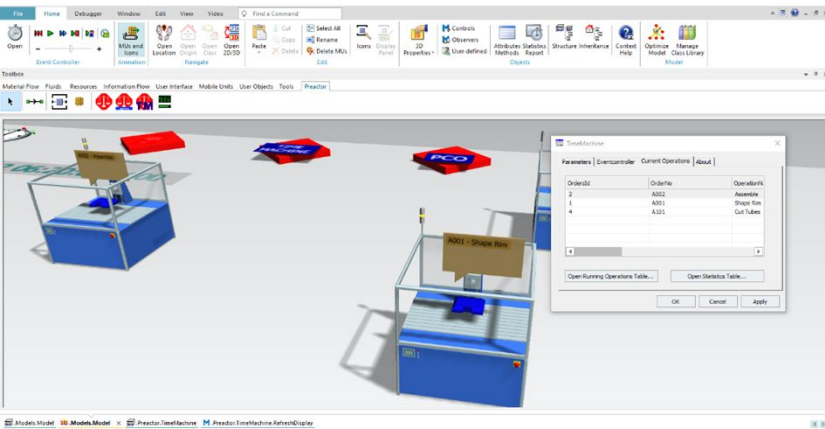 File Home Debugger Window Edit View Video Find a Command
Open
Event Controller
MUs and Icons
Animation
Open Location
Open Origin
Open Class
Open 2D/3D
Navigate
Paste
Cut
Copy
Delete
Select All
Rename
Delete MUs
Edit
Icons
Display Panel
3D Properties
Controls
Observers
User-defined
Attributes Statistics
Methods Report
Structure Inheritance
Objects
Context Help
Optimize Model
Manage Class Library
Model
Toolbox
Material Flow Fluids Resources Information Flow User Interface Mobile Units User Objects Tools Preactor
TIME MACHINE
PCO
A001 - Shape Rim
TimeMachine
Parameters Eventcontroller Current Operations About
OrdersId OrderNo OperationN
2 A002 Assemble
1 A001 Shape Rim
4 A101 Cut Tubes
Open Running Operations Table...
Open Statistics Table...
OK Cancel Apply
.Models.Model 3D .Models.Model .Preactor.TimeMachine M .Preactor.TimeMachine.RefreshDisplay